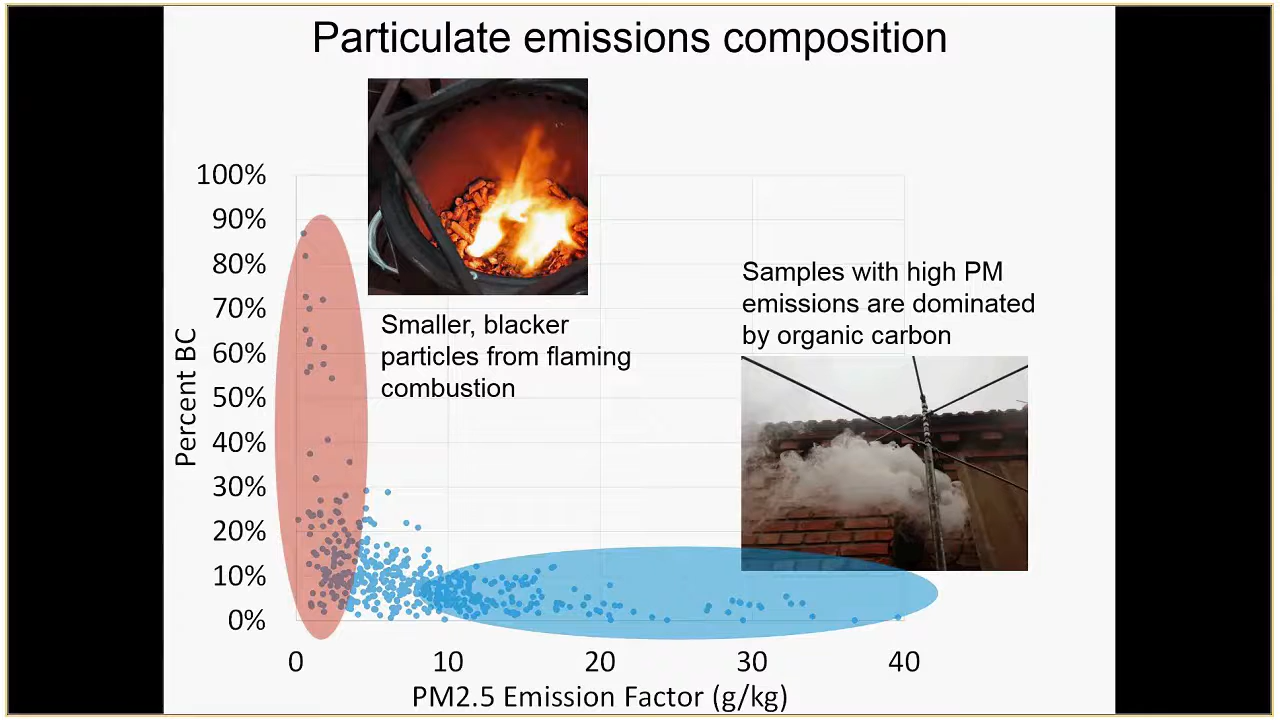 Particulate emissions composition
100%
90%
80%
70%
60%
50%
40%
30%
20%
10%
0%
Percent BC
Smaller, blacker
particles from flaming
combustion
Samples with high PM
emissions are dominated
by organic carbon
0 10 20 30 40
PM2.5 Emission Factor (g/kg)